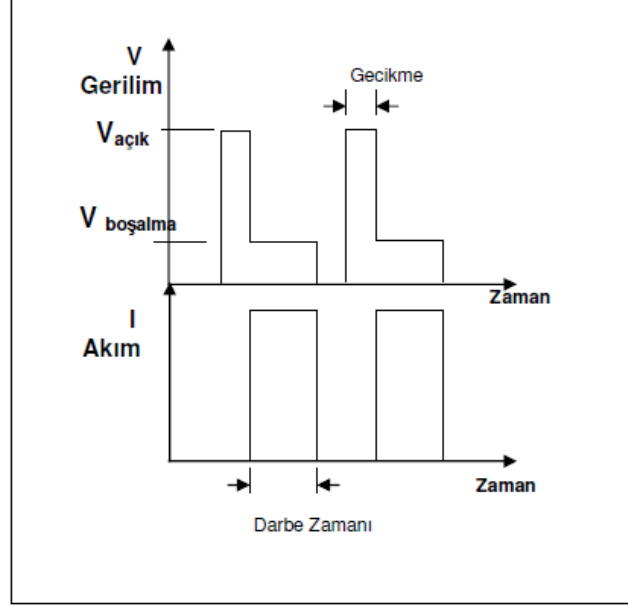 V
Gerilim
Gecikme
Vaçık
V boşalma
Zaman
I
Akım
Zaman
Darbe Zamanı